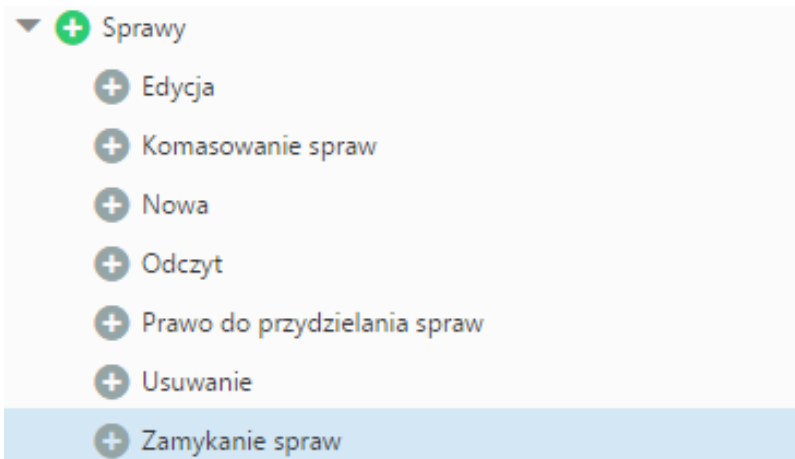 Sprawy
Edycja
Komasowanie spraw
Nowa
Odczyt
Prawo do przydzielania spraw
Usuwanie
Zamykanie spraw